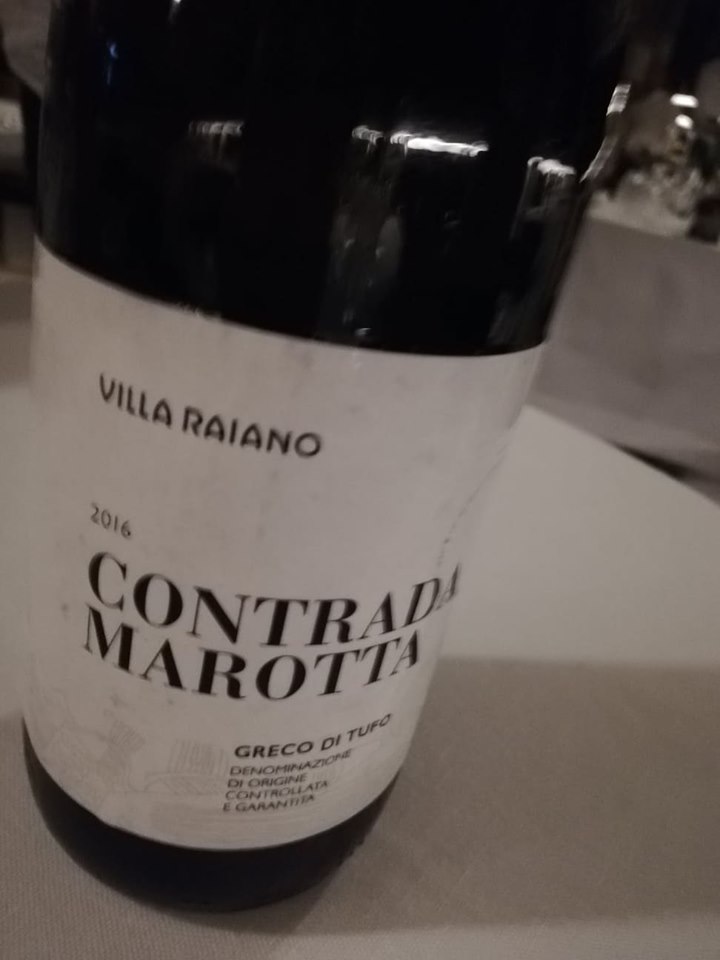 VILLA RAIANO
2016
CONTRADA
MAROTTA
GRECO DI TUFO
DENOMINAZIONE
DI ORIGINE
CONTROLLATA
E GARANTITA